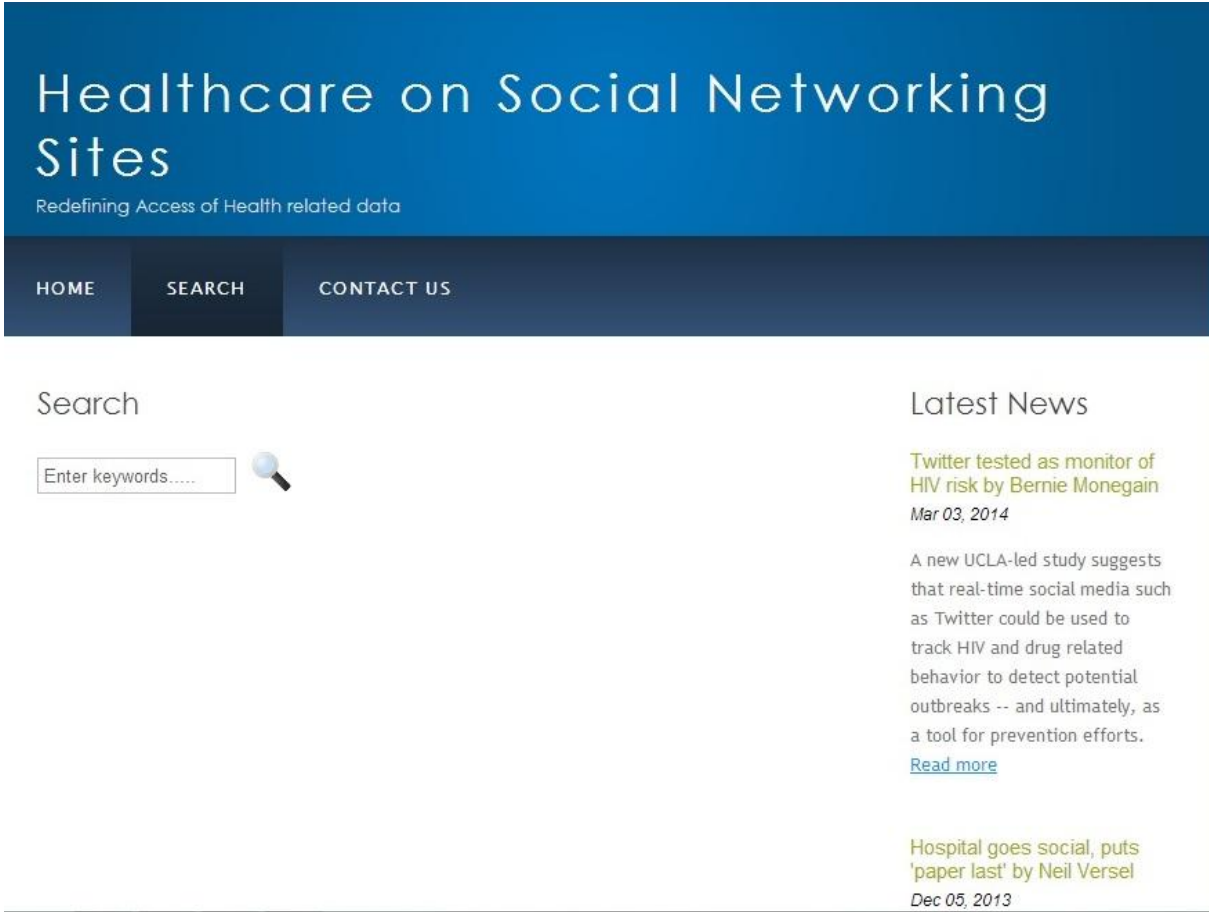 Healthcare on Social Networking
Sites
Redefining Access of Health related data
HOME SEARCH CONTACT US
Search
Enter keywords.....
Latest News
Twitter tested as monitor of
HIV risk by Bernie Monegain
Mar 03, 2014
A new UCLA-led study suggests
that real-time social media such
as Twitter could be used to
track HIV and drug related
behavior to detect potential
outbreaks -- and ultimately, as
a tool for prevention efforts.
Read more
Hospital goes social, puts
'paper last' by Neil Versel
Dec 05, 2013